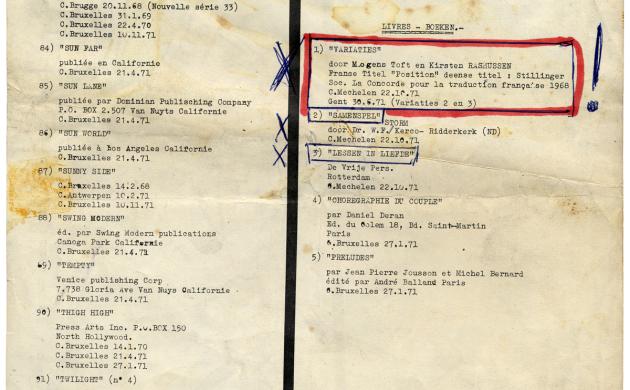 C.Brugge 20.11.68 (Nouvelle série 33)
C.Bruxelles 31.1.69
C.Bruxelles 22.4.70
C.Bruxelles 10.11.71
84) "SUN FAR"
publiée en Californie
C.Bruxelles 21.4.71
85) "SUN LANE"
publiée par Dominian Publisching Company
P.O. BOX 2.507 Van Nuyts Californie
C.Bruxelles 21.4.71
86) "SUN WORLD"
publiée à Los Angeles Californie
C.Bruxelles 21.4.71
87) "SUNNY SIDE"
C.Bruxelles 14.2.68
C.Antwerpen 10.2.71
C.Bruxelles 10.11.71
88) "SWING MODERN"
éd. par Swing Modern publications
Canoga Park Californie
C.Bruxelles 21.4.71
89) "TEMPTY"
Venice publishing Corp
7.738 Gloria Ave Van Nuys Californie
C.Bruxelles 21.4.71
90) "THIGH HIGH"
Press Arts Inc. P.O.BOX 150
North Hollywood.
C.Bruxelles 14.1.70
C.Bruxelles 21.4.71
C.Bruxelles 27.1.71
91) "TWILIGHT" (n° 4)
LIVRES - BOEKEN.-
1) "VARIATIES"
door Mogens Toft en Kirsten RASMUSSEN
Franse Titel "Position" deense titel : Stillinger
Soc. La Concorde pour la traduction française 1968
C.Mechelen 22.10.71
Gent 30.6.71 (Variaties 2 en 3)
2) "SAMENSPEL"
STORM
door Dr. W.F./Kerco- Ridderkerk (ND)
C.Mechelen 22.10.71
3) "LESSEN IN LIEFDE"
De Vrije Pers.
Rotterdam
C.Mechelen 22.10.71
4) "CHOREGRAPHIE DU COUPLE"
par Daniel Deran
Ed. du Golem 18, Bd. Saint-Martin
Paris
C.Bruxelles 27.1.71
5) "PRELUDES"
par Jean Pierre Jousson et Michel Bernard
édité par André Balland Paris
C.Bruxelles 27.1.71